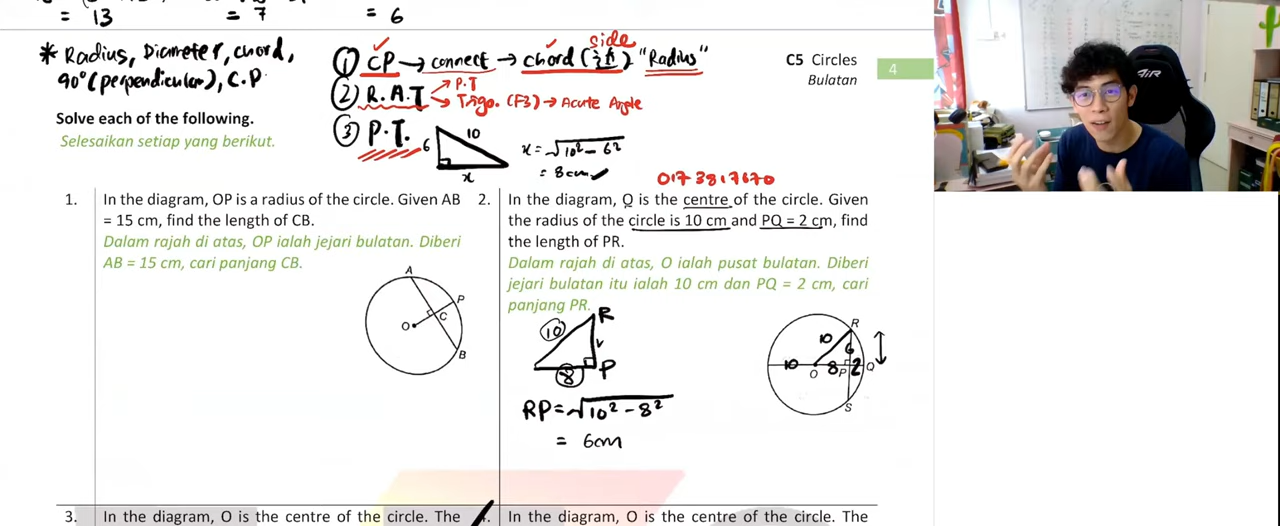 = 13
= 7
= 6
* Radius, Diameter, chord,
90° (perpendicular), C.P
① CP → connect → chord ( ) "Radius"
side
② R.A.T → P.T
→ Trigo. (F3) → Acute Angle
③ P.T.
6
10
x
x = √10² - 6²
= 8cm
C5 Circles
Bulatan
4
Solve each of the following.
Selesaikan setiap yang berikut.
017 3817670
1.
In the diagram, OP is a radius of the circle. Given AB
= 15 cm, find the length of CB.
Dalam rajah di atas, OP ialah jejari bulatan. Diberi
AB = 15 cm, cari panjang CB.
A
P
C
O
B
2.
In the diagram, Q is the centre of the circle. Given
the radius of the circle is 10 cm and PQ = 2 cm, find
the length of PR.
Dalam rajah di atas, O ialah pusat bulatan. Diberi
jejari bulatan itu ialah 10 cm dan PQ = 2 cm, cari
panjang PR.
10
R
8
P
RP = √10² - 8²
= 6cm
R
10
6
10
O
8
P
2
Q
S
3.
In the diagram, O is the centre of the circle. The
In the diagram, O is the centre of the circle. The